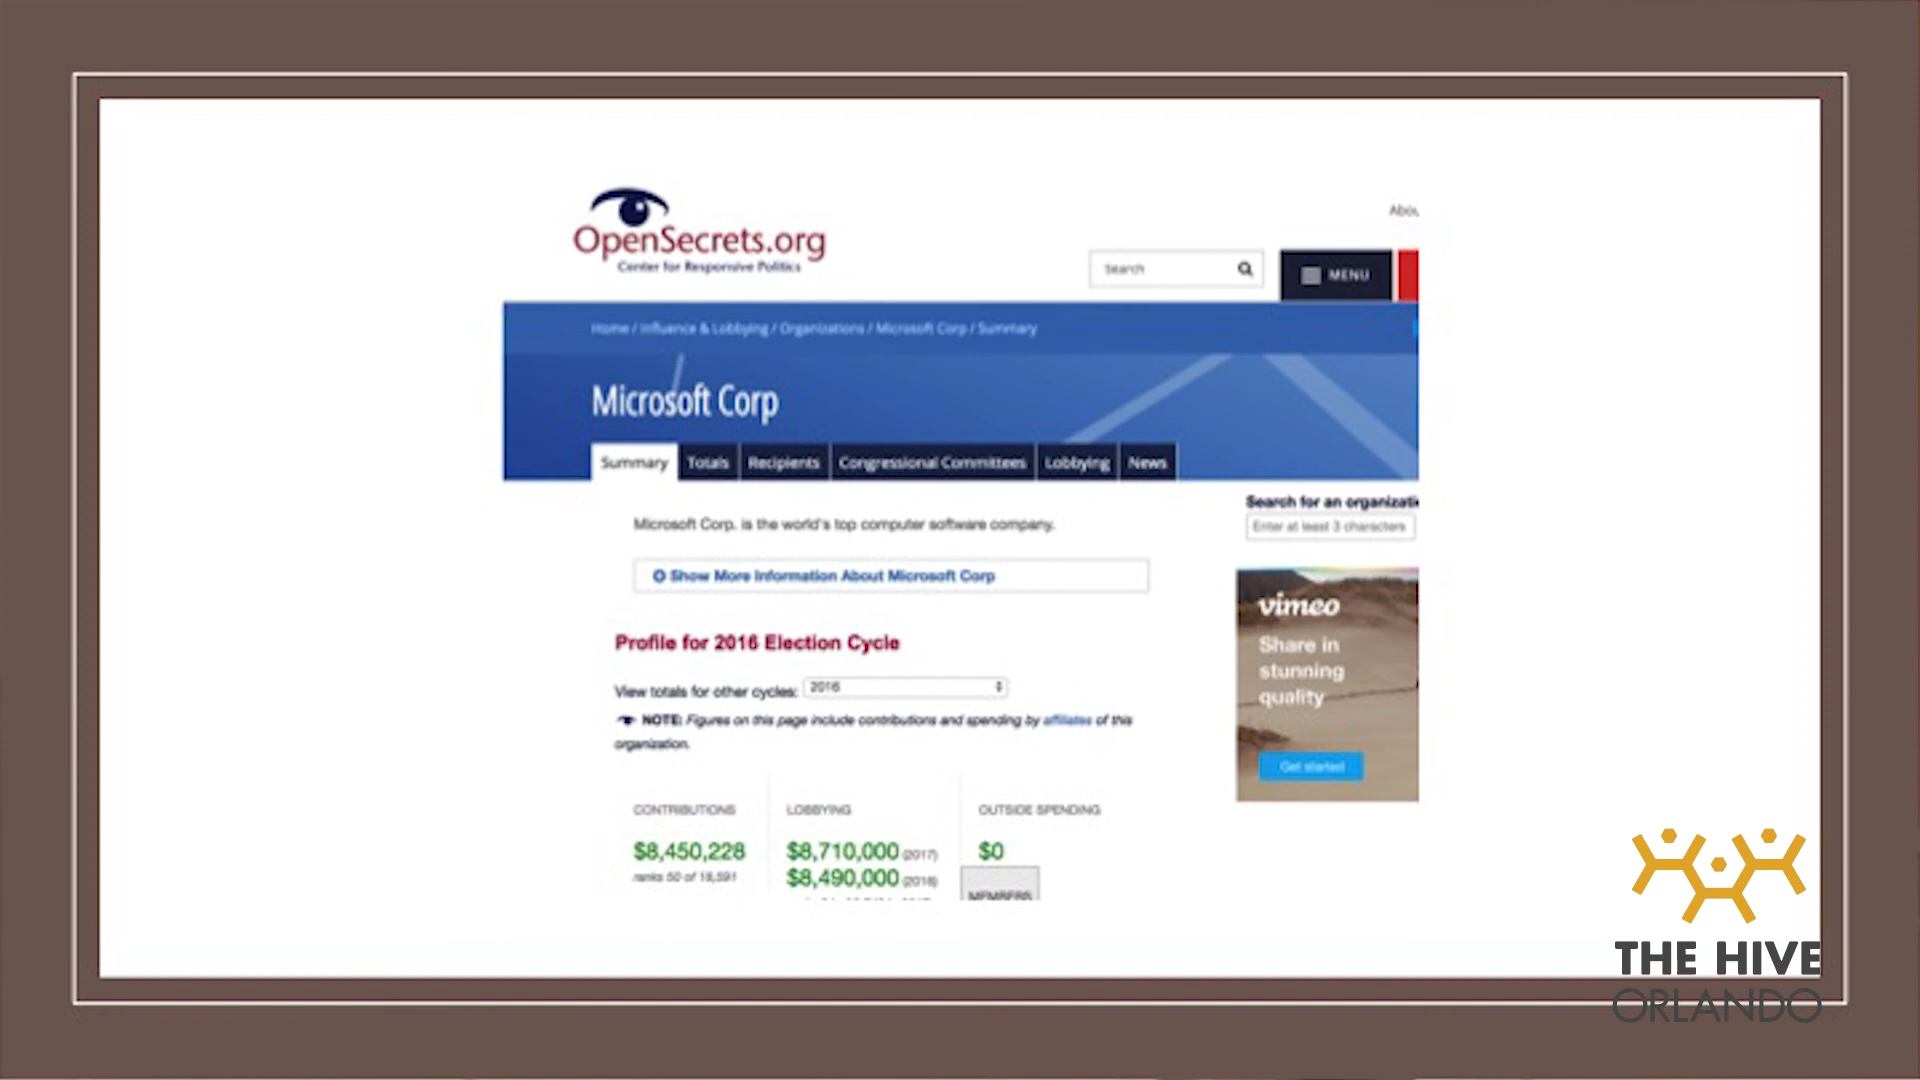 OpenSecrets.org
Center for Responsive Politics
Abou
Search
MENU
Home / Influence & Lobbying / Organizations / Microsoft Corp / Summary
Microsoft Corp
Summary Totals Recipients Congressional Committees Lobbying News
Search for an organizati
Enter at least 3 characters
Microsoft Corp. is the world's top computer software company.
Show More Information About Microsoft Corp
vimeo
Share in
stunning
quality
Get started
Profile for 2016 Election Cycle
View totals for other cycles: 2016
NOTE: Figures on this page include contributions and spending by affiliates of this
organization.
CONTRIBUTIONS LOBBYING OUTSIDE SPENDING
$8,450,228 $8,710,000 (2017) $0
ranks 50 of 18,591 $8,490,000 (2016)
MEMBERS
THE HIVE
ORLANDO